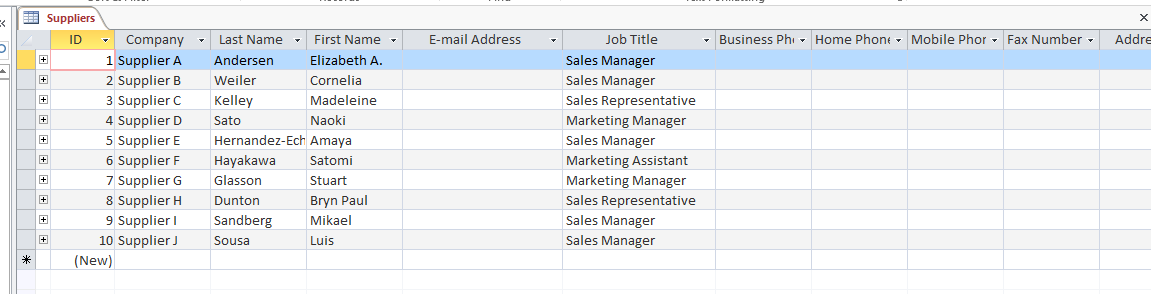 Suppliers
ID Company Last Name First Name E-mail Address Job Title Business Ph Home Phone Mobile Phor Fax Number Addre
1 Supplier A Andersen Elizabeth A. Sales Manager
2 Supplier B Weiler Cornelia Sales Manager
3 Supplier C Kelley Madeleine Sales Representative
4 Supplier D Sato Naoki Marketing Manager
5 Supplier E Hernandez-Ech Amaya Sales Manager
6 Supplier F Hayakawa Satomi Marketing Assistant
7 Supplier G Glasson Stuart Marketing Manager
8 Supplier H Dunton Bryn Paul Sales Representative
9 Supplier I Sandberg Mikael Sales Manager
10 Supplier J Sousa Luis Sales Manager
(New)